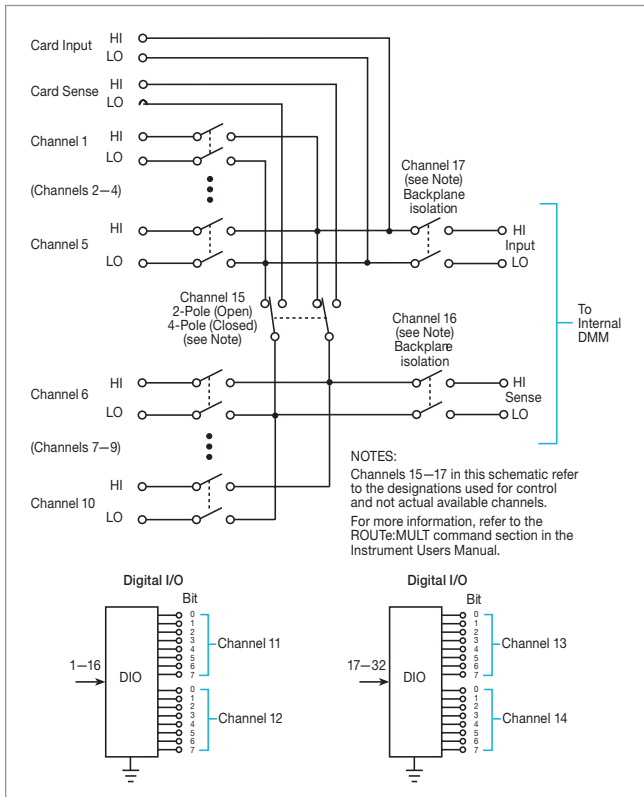 Card Input HI
LO
Card Sense HI
LO
Channel 1 HI
LO
(Channels 2—4)
Channel 5 HI
LO
Channel 17
(see Note)
Backplane
isolation
HI
Input
LO
Channel 15
2-Pole (Open)
4-Pole (Closed)
(see Note)
Channel 16
(see Note)
Backplane
isolation
To
Internal
DMM
Channel 6 HI
LO
HI
Sense
LO
(Channels 7—9)
Channel 10 HI
LO
NOTES:
Channels 15—17 in this schematic refer
to the designations used for control
and not actual available channels.
For more information, refer to the
ROUTe:MULT command section in the
Instrument Users Manual.
Digital I/O
Bit
1—16
DIO
0
1
2
3
4
5
6
7
Channel 11
0
1
2
3
4
5
6
7
Channel 12
Digital I/O
Bit
17—32
DIO
0
1
2
3
4
5
6
7
Channel 13
0
1
2
3
4
5
6
7
Channel 14